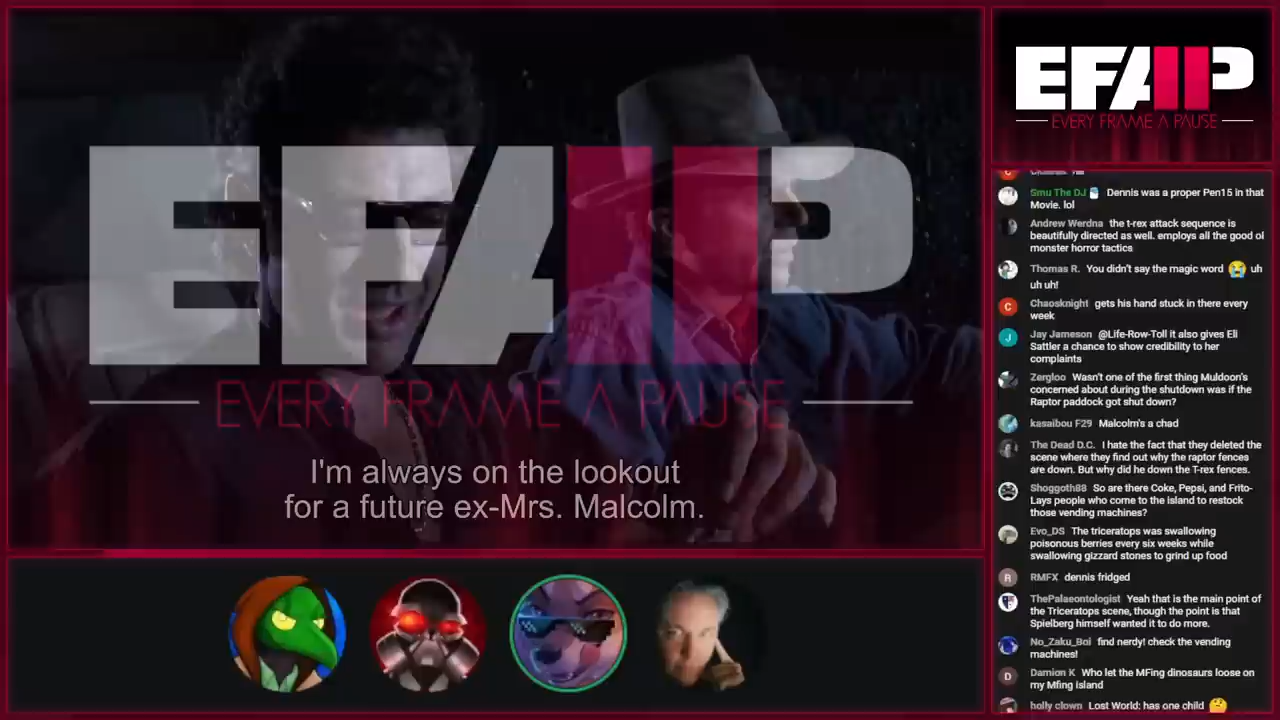 EFAP
EVERY FRAME A PAUSE
I'm always on the lookout
for a future ex-Mrs. Malcolm.
EFAP
EVERY FRAME A PAUSE
Smu The DJ Dennis was a proper Pen15 in that
Movie. lol
Andrew Werdna the t-rex attack sequence is
beautifully directed as well. employs all the good ol
monster horror tactics
Thomas R. You didn't say the magic word 😭 uh
uh uh!
Chaosknight gets his hand stuck in there every
week
Jay Jameson @Life-Row-Toll it also gives Eli
Sattler a chance to show credibility to her
complaints
Zergloo Wasn't one of the first thing Muldoon's
concerned about during the shutdown was if the
Raptor paddock got shut down?
kasaibou F29 Malcolm's a chad
The Dead D.C. I hate the fact that they deleted the
scene where they find out why the raptor fences
are down. But why did he down the T-rex fences.
Shoggoth88 So are there Coke, Pepsi, and Frito-
Lays people who come to the island to restock
those vending machines?
Evo_DS The triceratops was swallowing
poisonous berries every six weeks while
swallowing gizzard stones to grind up food
RMFX dennis fridged
ThePalaeontologist Yeah that is the main point of
the Triceratops scene, though the point is that
Spielberg himself wanted it to do more.
No_Zaku_Boi find nerdy! check the vending
machines!
Damion K Who let the MFing dinosaurs loose on
my Mfing island
holly clown Lost World: has one child 🤔